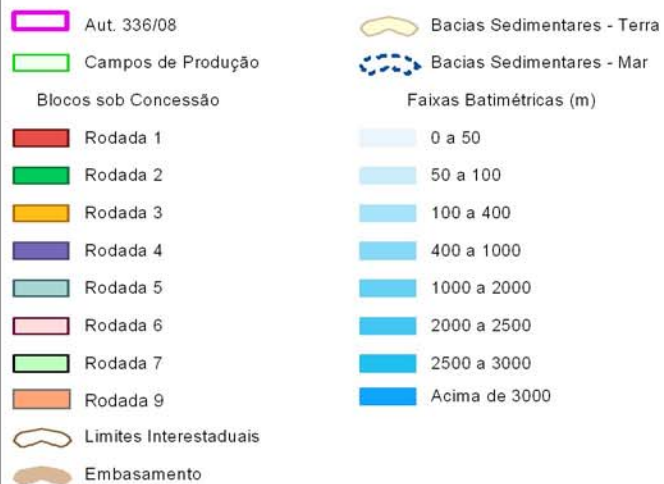 Aut. 336/08
Campos de Produção
Blocos sob Concessão
Rodada 1
Rodada 2
Rodada 3
Rodada 4
Rodada 5
Rodada 6
Rodada 7
Rodada 9
Limites Interestaduais
Embasamento
Bacias Sedimentares - Terra
Bacias Sedimentares - Mar
Faixas Batimétricas (m)
0 a 50
50 a 100
100 a 400
400 a 1000
1000 a 2000
2000 a 2500
2500 a 3000
Acima de 3000